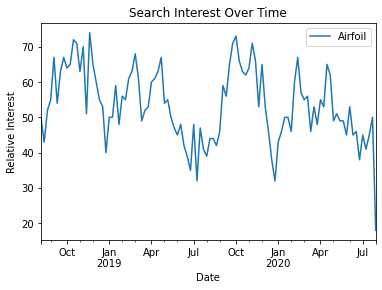 Search Interest Over Time
Airfoil
Relative Interest
70
60
50
40
30
20
Oct Jan Apr Jul Oct Jan Apr Jul
2019 2020
Date